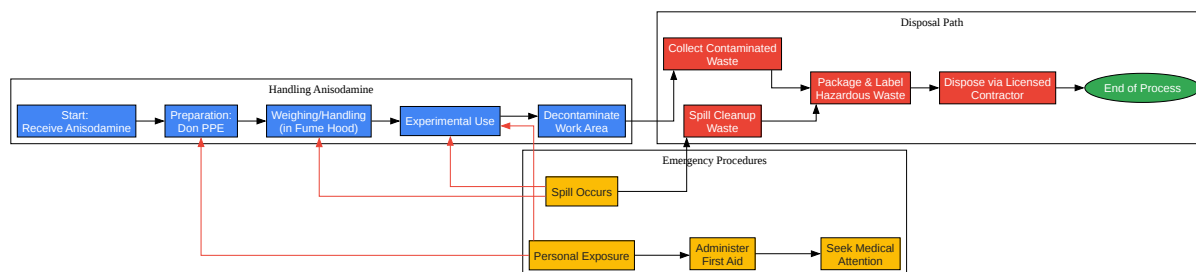 Disposal Path
Collect Contaminated
Waste
Package & Label
Hazardous Waste
Dispose via Licensed
Contractor
End of Process
Spill Cleanup
Waste
Handling Anisodamine
Start:
Receive Anisodamine
Preparation:
Don PPE
Weighing/Handling
(in Fume Hood)
Experimental Use
Decontaminate
Work Area
Emergency Procedures
Spill Occurs
Personal Exposure
Administer
First Aid
Seek Medical
Attention